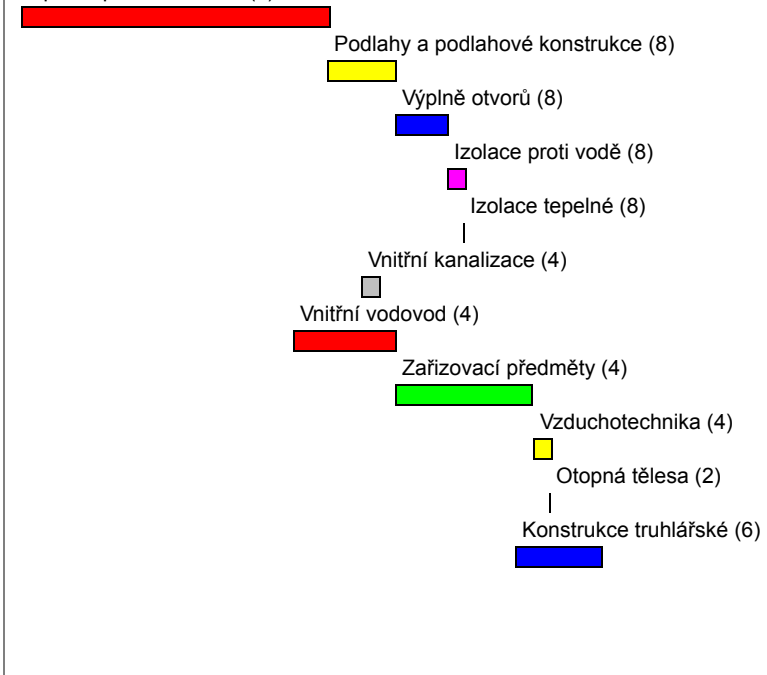 Podlahy a podlahové konstrukce (8)
Výplně otvorů (8)
Izolace proti vodě (8)
Izolace tepelné (8)
Vnitřní kanalizace (4)
Vnitřní vodovod (4)
Zařizovací předměty (4)
Vzduchotechnika (4)
Otopná tělesa (2)
Konstrukce truhlářské (6)